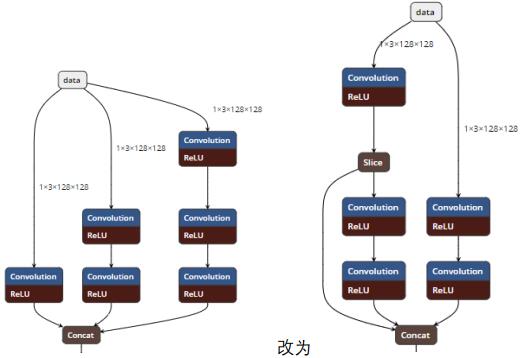 data
1×3×128×128
Convolution
ReLU
1×3×128×128
1×3×128×128
Convolution
ReLU
Convolution
ReLU
Convolution
ReLU
Convolution
ReLU
Convolution
ReLU
Concat
改为
data
1×3×128×128
Convolution
ReLU
1×3×128×128
Slice
Convolution
ReLU
Convolution
ReLU
Convolution
ReLU
Convolution
ReLU
Concat